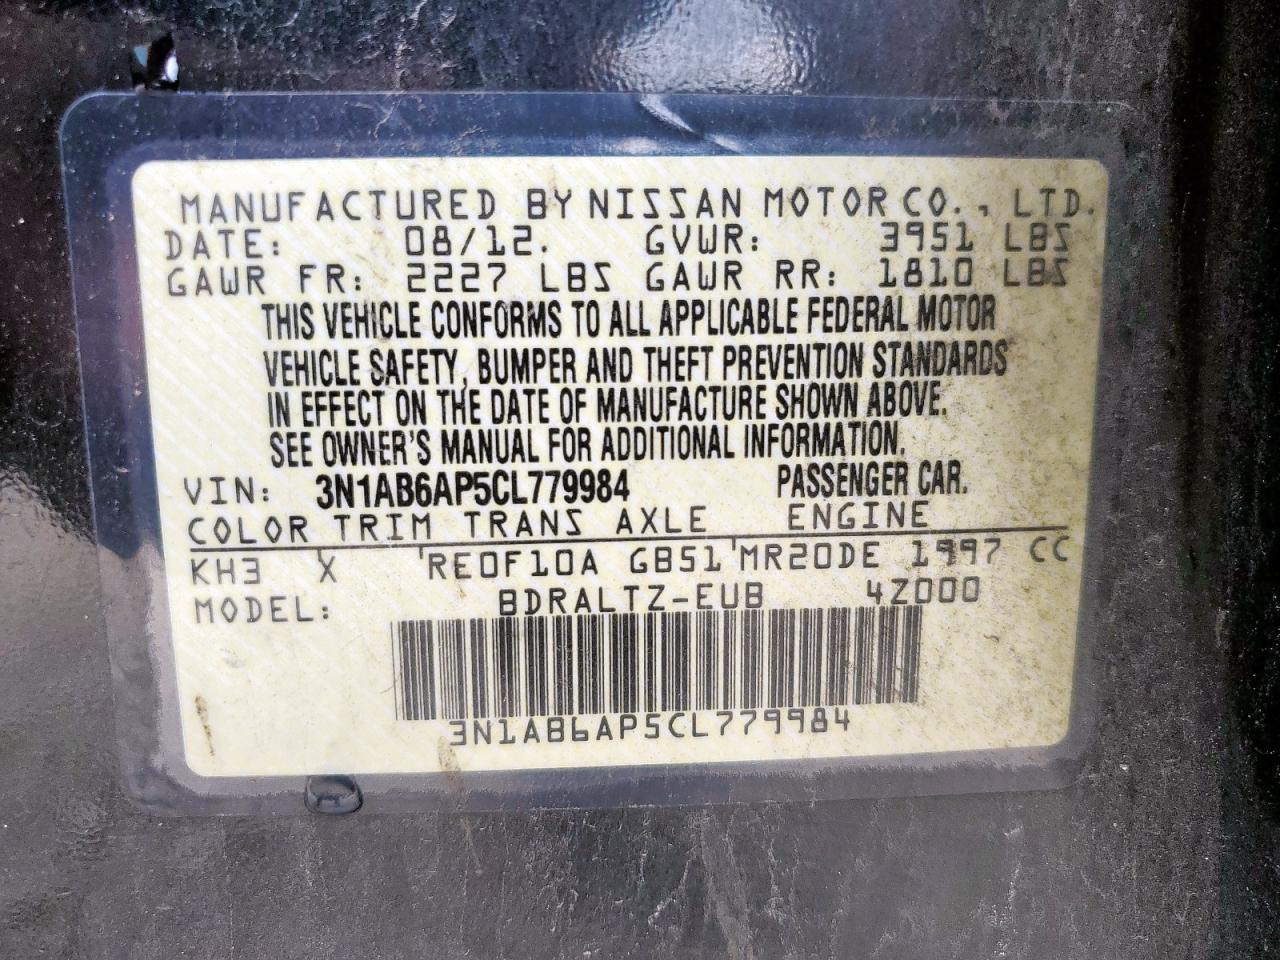 MANUFACTURED BY NISSAN MOTOR CO., LTD.
DATE: 08/12. GVWR: 3951 LBS
GAWR FR: 2227 LBS GAWR RR: 1810 LBS
THIS VEHICLE CONFORMS TO ALL APPLICABLE FEDERAL MOTOR
VEHICLE SAFETY, BUMPER AND THEFT PREVENTION STANDARDS
IN EFFECT ON THE DATE OF MANUFACTURE SHOWN ABOVE.
SEE OWNER'S MANUAL FOR ADDITIONAL INFORMATION.
VIN: 3N1AB6AP5CL779984 PASSENGER CAR.
COLOR TRIM TRANS AXLE ENGINE
KH3 X RE0F10A GB51 MR20DE 1997 CC
MODEL: BDRALTZ-EUB 4Z000
3N1AB6AP5CL779984